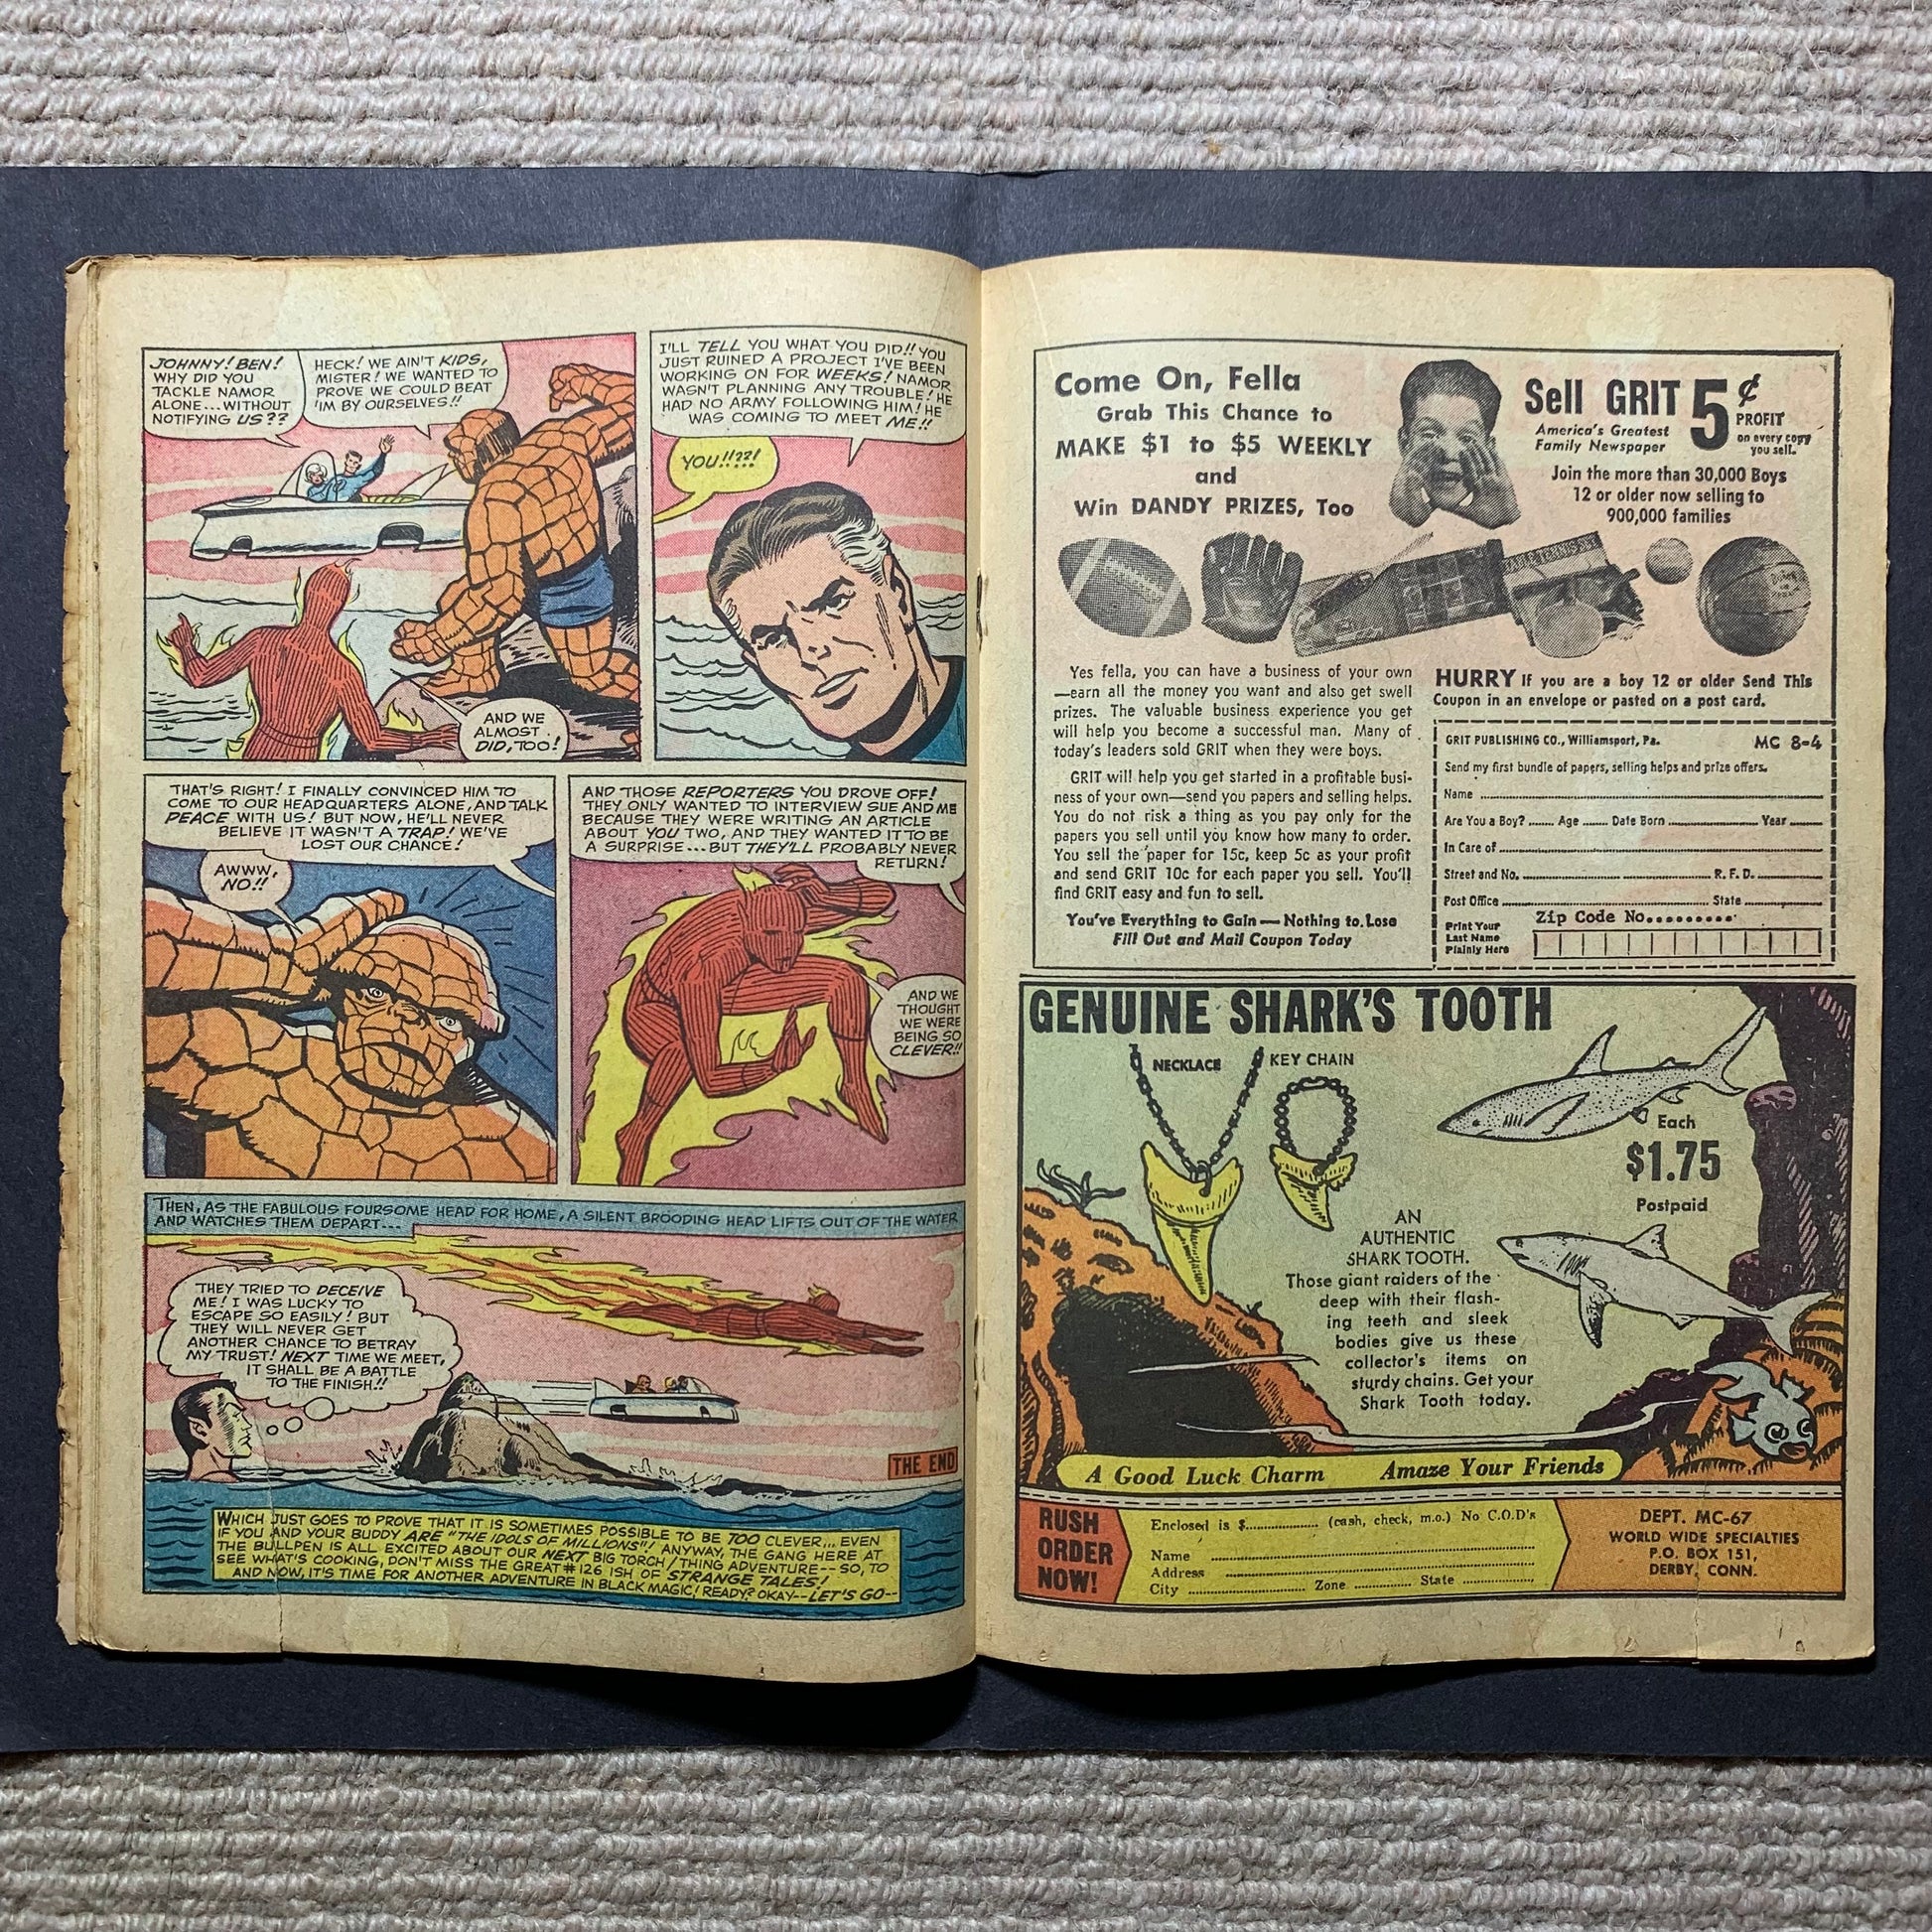 JOHNNY! BEN!
WHY DID YOU
TACKLE NAMOR
ALONE...WITHOUT
NOTIFYING US??
HECK! WE AIN'T KIDS,
MISTER! WE WANTED TO
PROVE WE COULD BEAT
'IM BY OURSELVES!!
AND WE
ALMOST
DID, TOO!
I'LL TELL YOU WHAT YOU DID!! YOU
JUST RUINED A PROJECT I'VE BEEN
WORKING ON FOR WEEKS! NAMOR
WASN'T PLANNING ANY TROUBLE! HE
HAD NO ARMY FOLLOWING HIM! HE
WAS COMING TO MEET ME!!
YOU!!??!
THAT'S RIGHT! I FINALLY CONVINCED HIM TO
COME TO OUR HEADQUARTERS ALONE, AND TALK
PEACE WITH US! BUT NOW, HE'LL NEVER
BELIEVE IT WASN'T A TRAP! WE'VE
LOST OUR CHANCE!
AWWW,
NO!!
AND THOSE REPORTERS YOU DROVE OFF!
THEY ONLY WANTED TO INTERVIEW SUE AND ME
BECAUSE THEY WERE WRITING AN ARTICLE
ABOUT YOU TWO, AND THEY WANTED IT TO BE
A SURPRISE...BUT THEY'LL PROBABLY NEVER
RETURN!
AND WE
THOUGHT
WE WERE
BEING SO
CLEVER!!
THEN, AS THE FABULOUS FOURSOME HEAD FOR HOME, A SILENT BROODING HEAD LIFTS OUT OF THE WATER
AND WATCHES THEM DEPART...
THEY TRIED TO DECEIVE
ME! I WAS LUCKY TO
ESCAPE SO EASILY! BUT
THEY WILL NEVER GET
ANOTHER CHANCE TO BETRAY
MY TRUST! NEXT TIME WE MEET,
IT SHALL BE A BATTLE
TO THE FINISH!!
THE END
WHICH JUST GOES TO PROVE THAT IT IS SOMETIMES POSSIBLE TO BE TOO CLEVER... EVEN
IF YOU AND YOUR BUDDY ARE "THE IDOLS OF MILLIONS"! ANYWAY, THE GANG HERE AT
THE BULLPEN IS ALL EXCITED ABOUT OUR NEXT BIG TORCH/THING ADVENTURE--SO, TO
SEE WHAT'S COOKING, DON'T MISS THE GREAT #126 ISH OF STRANGE TALES!
AND NOW, IT'S TIME FOR ANOTHER ADVENTURE IN BLACK MAGIC! READY? OKAY--LET'S GO--
Come On, Fella
Grab This Chance to
MAKE $1 to $5 WEEKLY
and
Win DANDY PRIZES, Too
Sell GRIT 5¢
PROFIT
on every copy
you sell.
America's Greatest
Family Newspaper
Join the more than 30,000 Boys
12 or older now selling to
900,000 families
TABLE TENNIS SET
Yes fella, you can have a business of your own
—earn all the money you want and also get swell
prizes. The valuable business experience you get
will help you become a successful man. Many of
today's leaders sold GRIT when they were boys.
GRIT will help you get started in a profitable busi-
ness of your own—send you papers and selling helps.
You do not risk a thing as you pay only for the
papers you sell until you know how many to order.
You sell the paper for 15c, keep 5c as your profit
and send GRIT 10c for each paper you sell. You'll
find GRIT easy and fun to sell.
You've Everything to Gain — Nothing to Lose
Fill Out and Mail Coupon Today
HURRY If you are a boy 12 or older Send This
Coupon in an envelope or pasted on a post card.
GRIT PUBLISHING CO., Williamsport, Pa. MC 8-4
Send my first bundle of papers, selling helps and prize offers.
Name
Are You a Boy? Age Date Born Year
In Care of
Street and No. R. F. D.
Post Office State
Zip Code No.
Print Your
Last Name
Plainly Here
GENUINE SHARK'S TOOTH
NECKLACE
KEY CHAIN
Each
$1.75
Postpaid
AN
AUTHENTIC
SHARK TOOTH.
Those giant raiders of the
deep with their flash-
ing teeth and sleek
bodies give us these
collector's items on
sturdy chains. Get your
Shark Tooth today.
A Good Luck Charm Amaze Your Friends
RUSH
ORDER
NOW!
Enclosed is $ (cash, check, m.o.) No C.O.D's
Name
Address
City Zone State
DEPT. MC-67
WORLD WIDE SPECIALTIES
P.O. BOX 151,
DERBY, CONN.